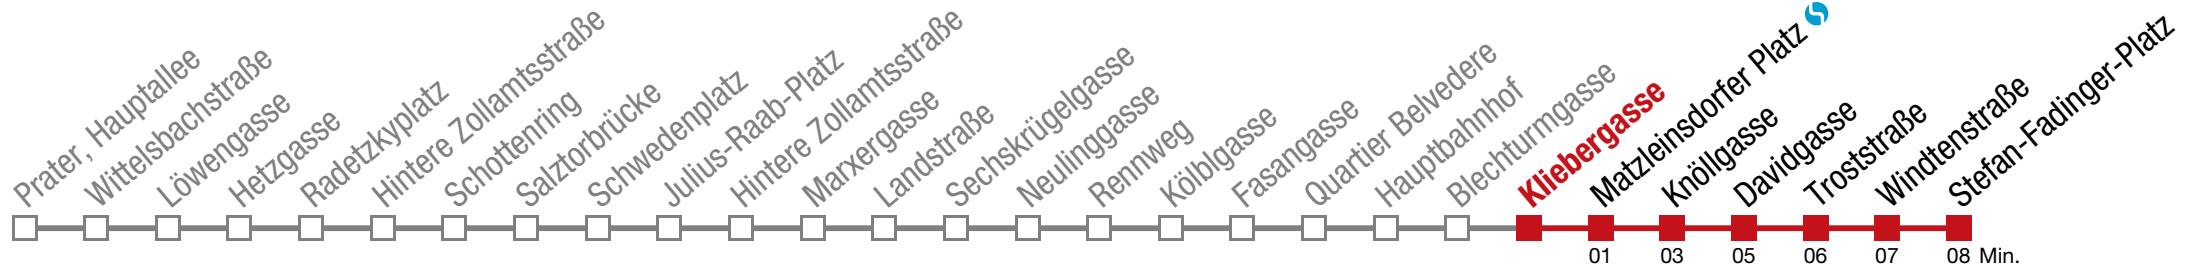 Prater, Hauptallee
Wittelsbachstraße
Löwengasse
Hetzgasse
Radetzkyplatz
Hintere Zollamtsstraße
Schottenring
Salztorbrücke
Schwedenplatz
Julius-Raab-Platz
Hintere Zollamtsstraße
Marxergasse
Landstraße
Sechskrügelgasse
Neulinggasse
Rennweg
Kölblgasse
Fasangasse
Quartier Belvedere
Hauptbahnhof
Blechturmgasse
Kliebergasse
Matzleinsdorfer Platz
Knöllgasse
Davidgasse
Troststraße
Windtenstraße
Stefan-Fadinger-Platz
01 03 05 06 07 08 Min.